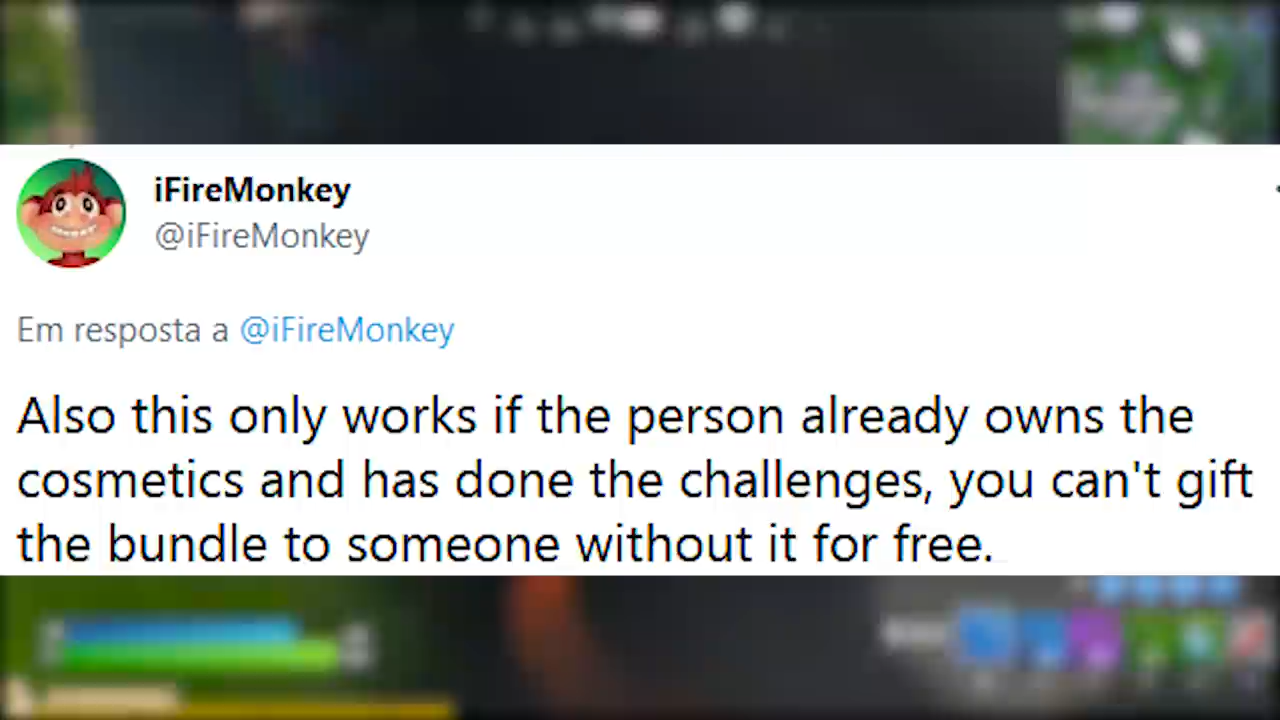 iFireMonkey
@iFireMonkey
Em resposta a @iFireMonkey
Also this only works if the person already owns the
cosmetics and has done the challenges, you can't gift
the bundle to someone without it for free.